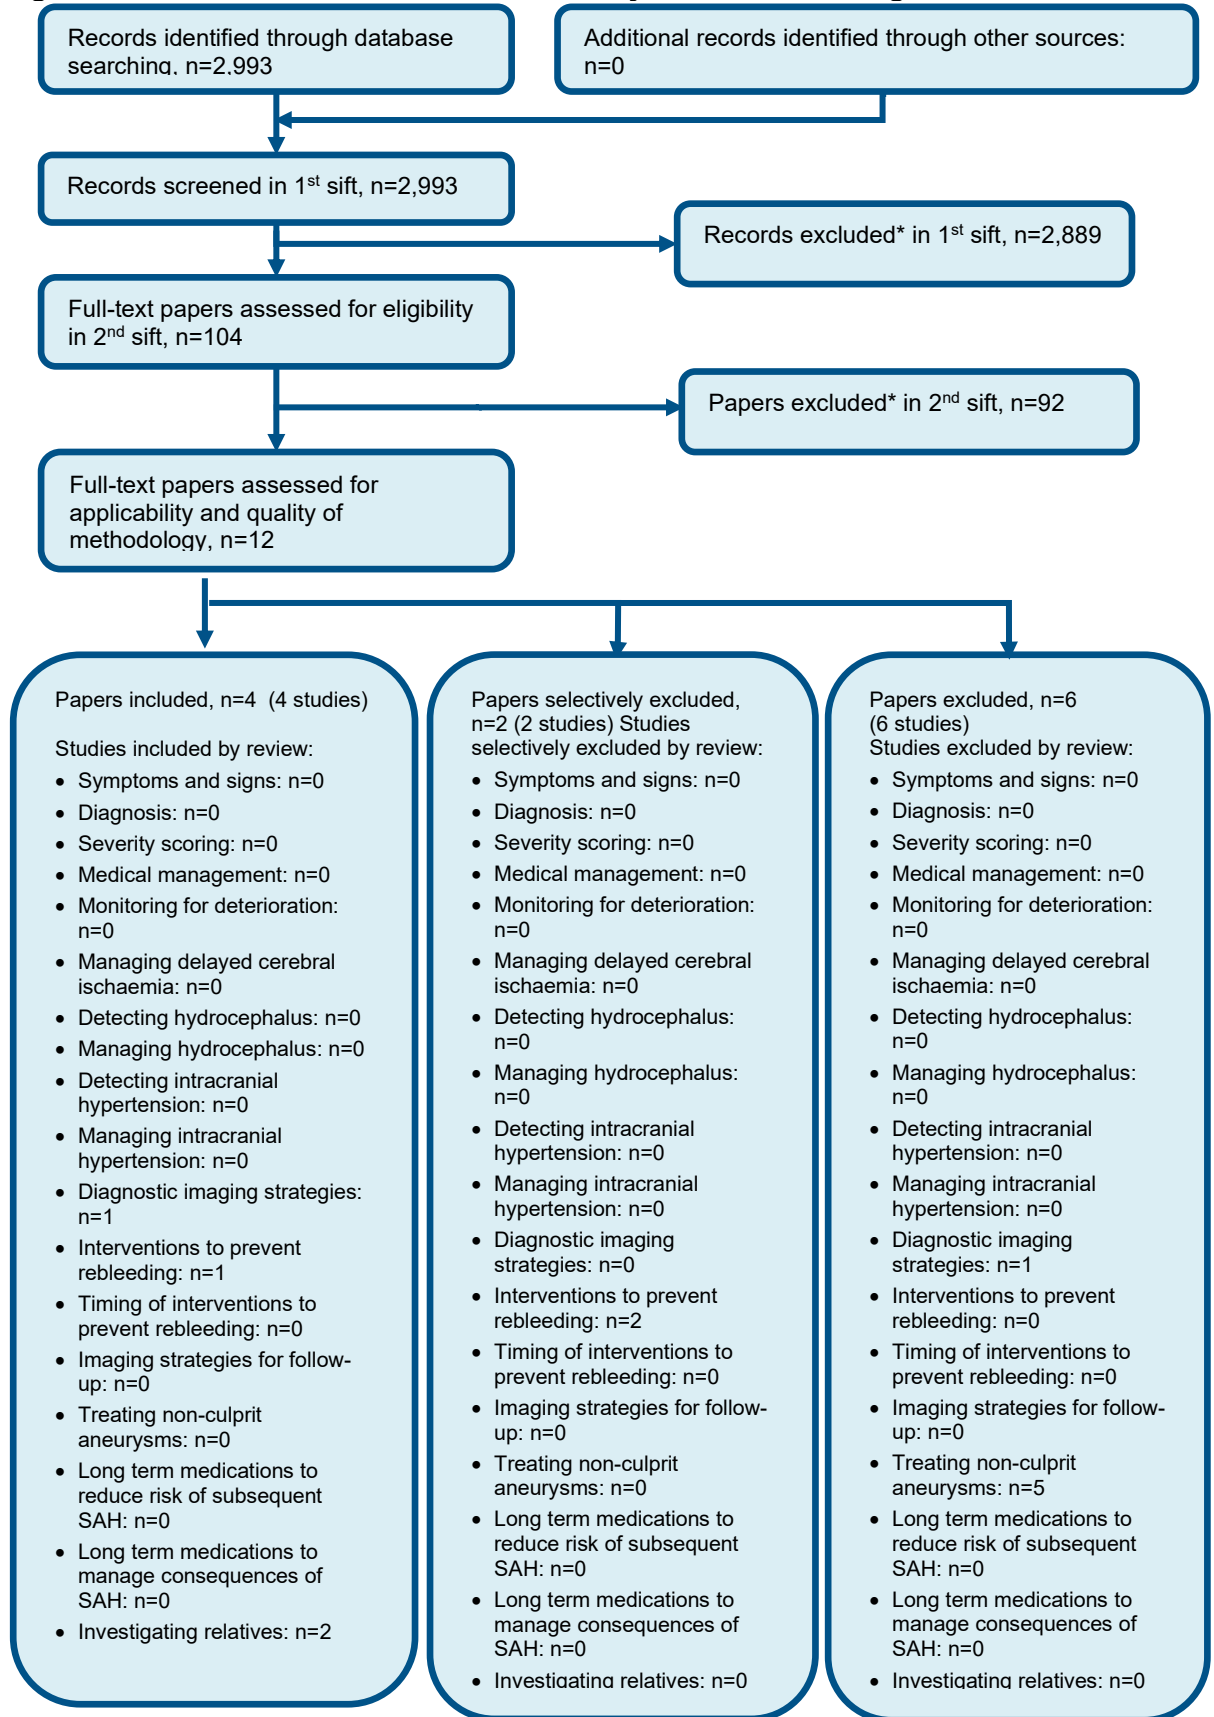 Records identified through database
searching, n=2,993
Additional records identified through other sources:
n=0
Records screened in 1st sift, n=2,993
Records excluded* in 1st sift, n=2,889
Full-text papers assessed for eligibility
in 2nd sift, n=104
Papers excluded* in 2nd sift, n=92
Full-text papers assessed for
applicability and quality of
methodology, n=12
Papers included, n=4 (4 studies)
Studies included by review:
• Symptoms and signs: n=0
• Diagnosis: n=0
• Severity scoring: n=0
• Medical management: n=0
• Monitoring for deterioration:
n=0
• Managing delayed cerebral
ischaemia: n=0
• Detecting hydrocephalus: n=0
• Managing hydrocephalus: n=0
• Detecting intracranial
hypertension: n=0
• Managing intracranial
hypertension: n=0
• Diagnostic imaging strategies:
n=1
• Interventions to prevent
rebleeding: n=1
• Timing of interventions to
prevent rebleeding: n=0
• Imaging strategies for follow-
up: n=0
• Treating non-culprit
aneurysms: n=0
• Long term medications to
reduce risk of subsequent
SAH: n=0
• Long term medications to
manage consequences of
SAH: n=0
• Investigating relatives: n=2
Papers selectively excluded,
n=2 (2 studies) Studies
selectively excluded by review:
• Symptoms and signs: n=0
• Diagnosis: n=0
• Severity scoring: n=0
• Medical management: n=0
• Monitoring for deterioration:
n=0
• Managing delayed cerebral
ischaemia: n=0
• Detecting hydrocephalus:
n=0
• Managing hydrocephalus:
n=0
• Detecting intracranial
hypertension: n=0
• Managing intracranial
hypertension: n=0
• Diagnostic imaging
strategies: n=0
• Interventions to prevent
rebleeding: n=2
• Timing of interventions to
prevent rebleeding: n=0
• Imaging strategies for follow-
up: n=0
• Treating non-culprit
aneurysms: n=0
• Long term medications to
reduce risk of subsequent
SAH: n=0
• Long term medications to
manage consequences of
SAH: n=0
• Investigating relatives: n=0
Papers excluded, n=6
(6 studies)
Studies excluded by review:
• Symptoms and signs: n=0
• Diagnosis: n=0
• Severity scoring: n=0
• Medical management: n=0
• Monitoring for deterioration:
n=0
• Managing delayed cerebral
ischaemia: n=0
• Detecting hydrocephalus:
n=0
• Managing hydrocephalus:
n=0
• Detecting intracranial
hypertension: n=0
• Managing intracranial
hypertension: n=0
• Diagnostic imaging
strategies: n=1
• Interventions to prevent
rebleeding: n=0
• Timing of interventions to
prevent rebleeding: n=0
• Imaging strategies for follow-
up: n=0
• Treating non-culprit
aneurysms: n=5
• Long term medications to
reduce risk of subsequent
SAH: n=0
• Long term medications to
manage consequences of
SAH: n=0
• Investigating relatives: n=0